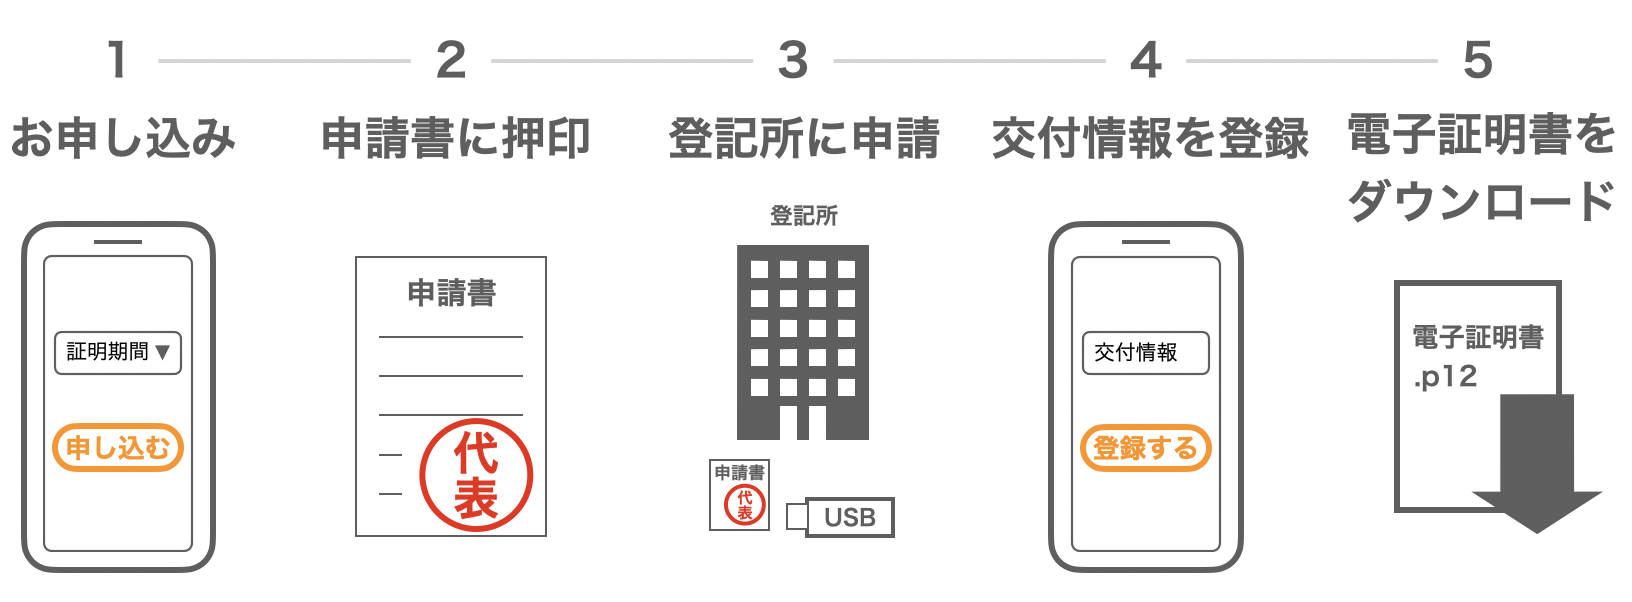 1
2
3
4
5
お申し込み
申請書に押印
登記所に申請
交付情報を登録
電子証明書を
ダウンロード
証明期間 ▼
申し込む
申請書
代
表
登記所
申請書
代
表
USB
交付情報
登録する
電子証明書
.p12